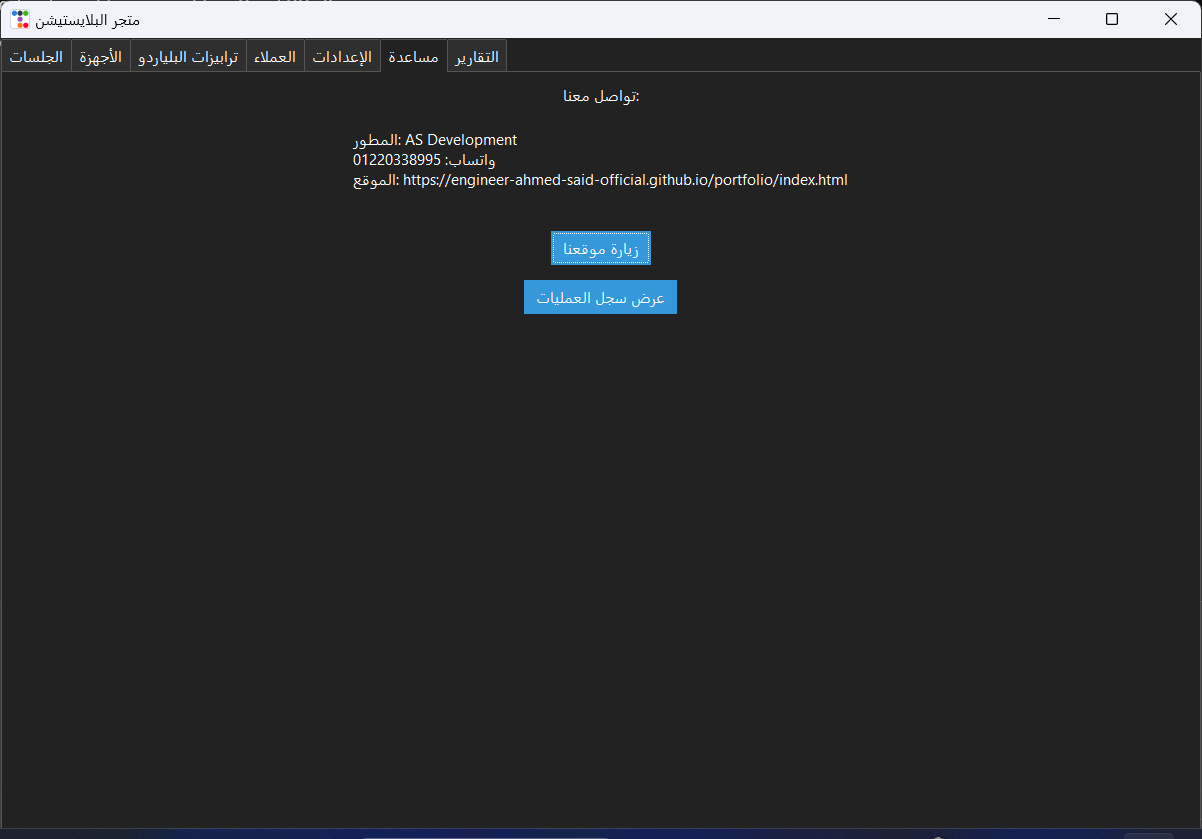 متجر البلايستيشن
الجلسات
الأجهزة
ترابيزات البلياردو
العملاء
الإعدادات
مساعدة
التقارير
تواصل معنا:
المطور: AS Development
واتساب: 01220338995
الموقع: https://engineer-ahmed-said-official.github.io/portfolio/index.html
زيارة موقعنا
عرض سجل العمليات